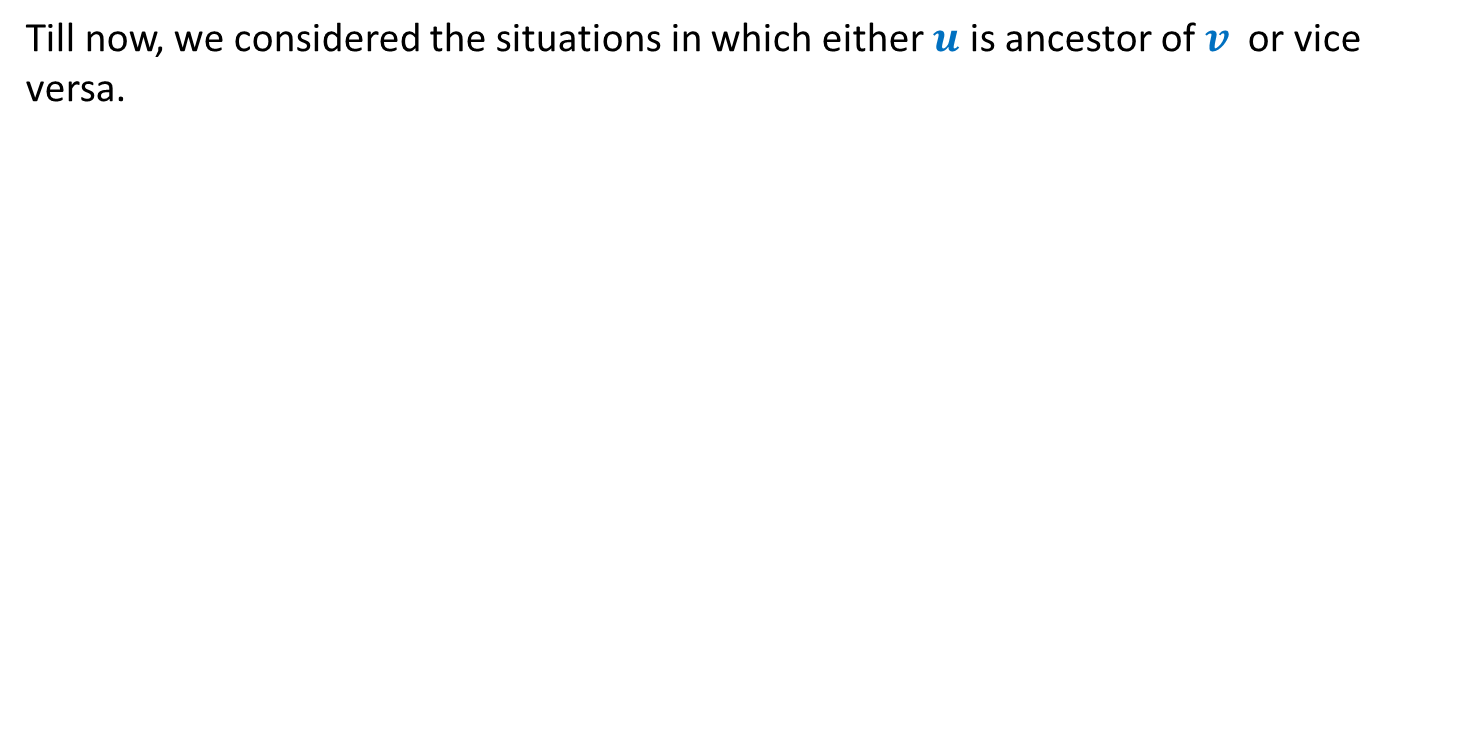 Till now, we considered the situations in which either u is ancestor of v or vice
versa.